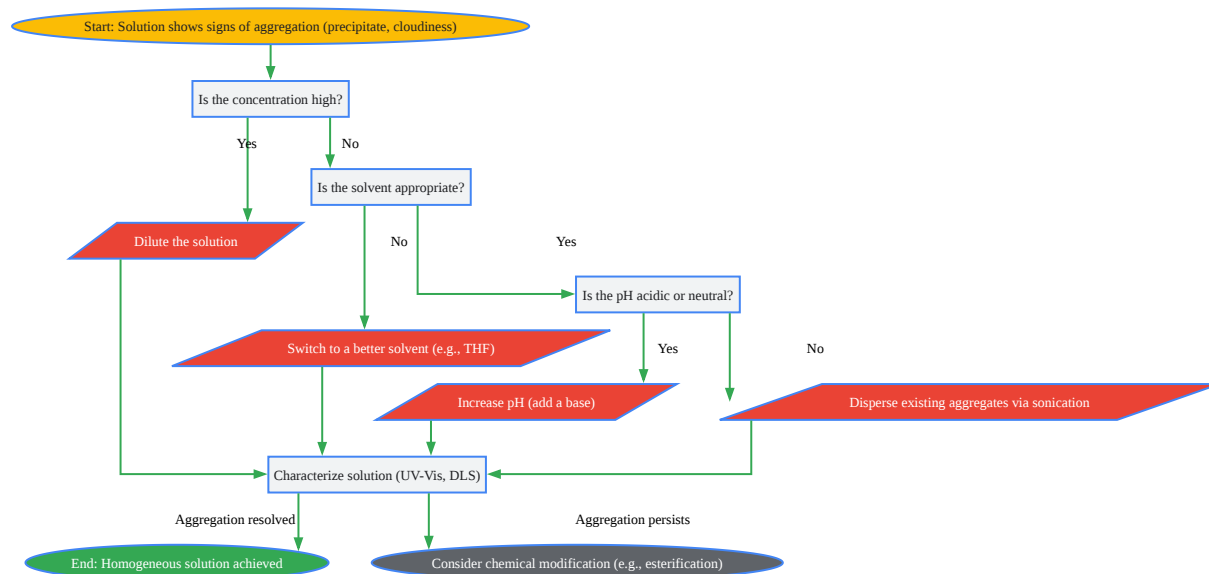 Start: Solution shows signs of aggregation (precipitate, cloudiness)
Is the concentration high?
Yes
No
Is the solvent appropriate?
Dilute the solution
No
Yes
Is the pH acidic or neutral?
Switch to a better solvent (e.g., THF)
Yes
No
Increase pH (add a base)
Disperse existing aggregates via sonication
Characterize solution (UV-Vis, DLS)
Aggregation resolved
Aggregation persists
End: Homogeneous solution achieved
Consider chemical modification (e.g., esterification)